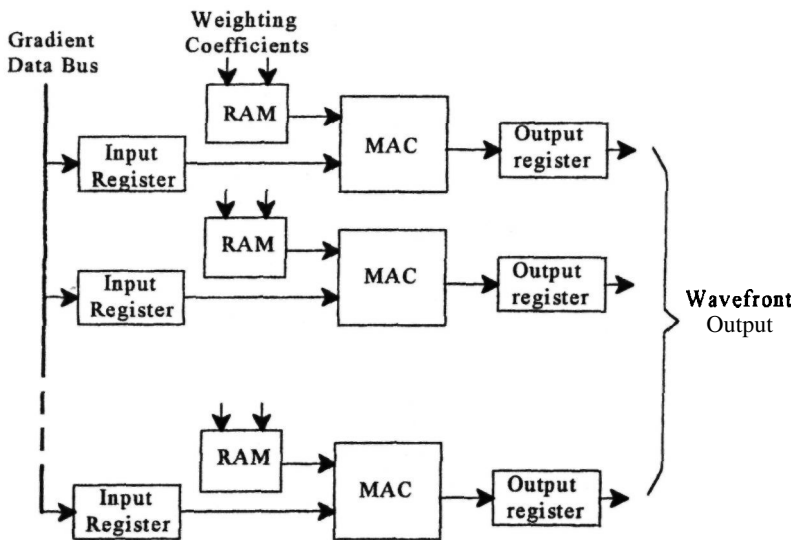 Weighting
Coefficients
Gradient
Data Bus
RAM
MAC
Input
Register
Output
register
RAM
MAC
Input
Register
Output
register
Wavefront
Output
RAM
MAC
Input
Register
Output
register